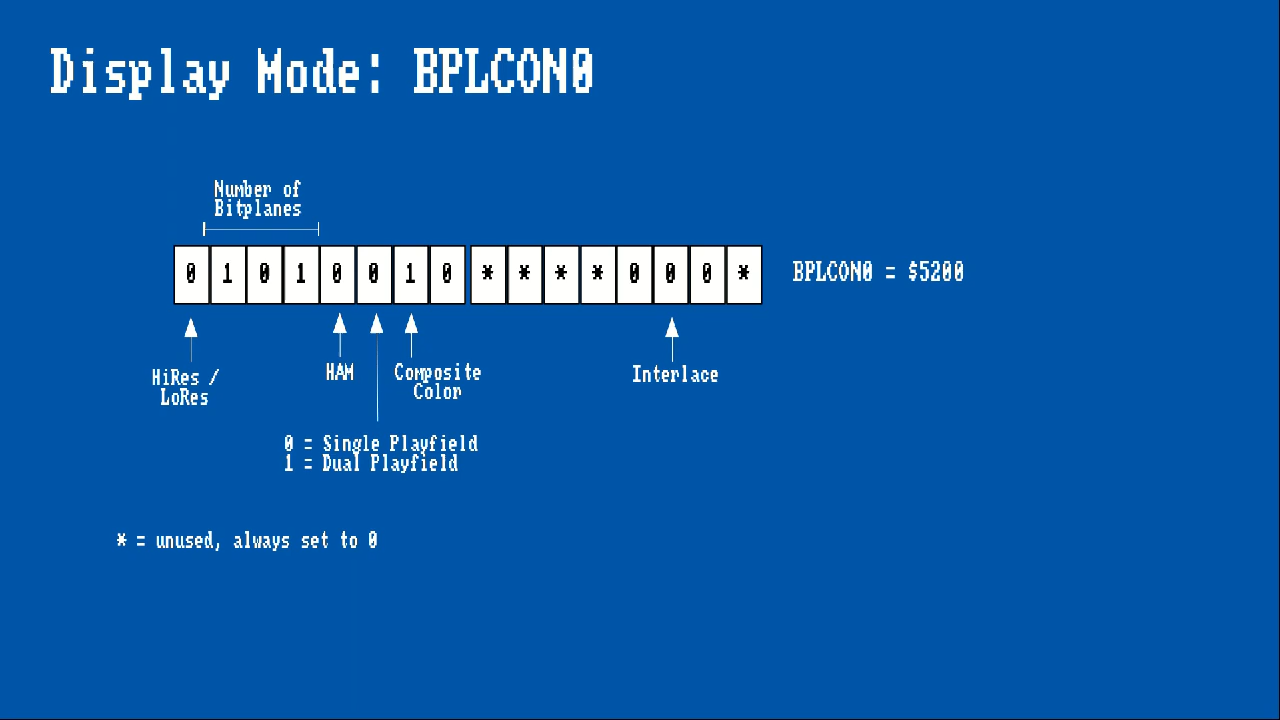 Display Mode: BPLCON0
Number of
Bitplanes
0 1 0 1 0 0 1 0 * * * * 0 0 0 * BPLCON0 = $5200
HiRes /
LoRes
HAM
Composite
Color
Interlace
0 = Single Playfield
1 = Dual Playfield
* = unused, always set to 0